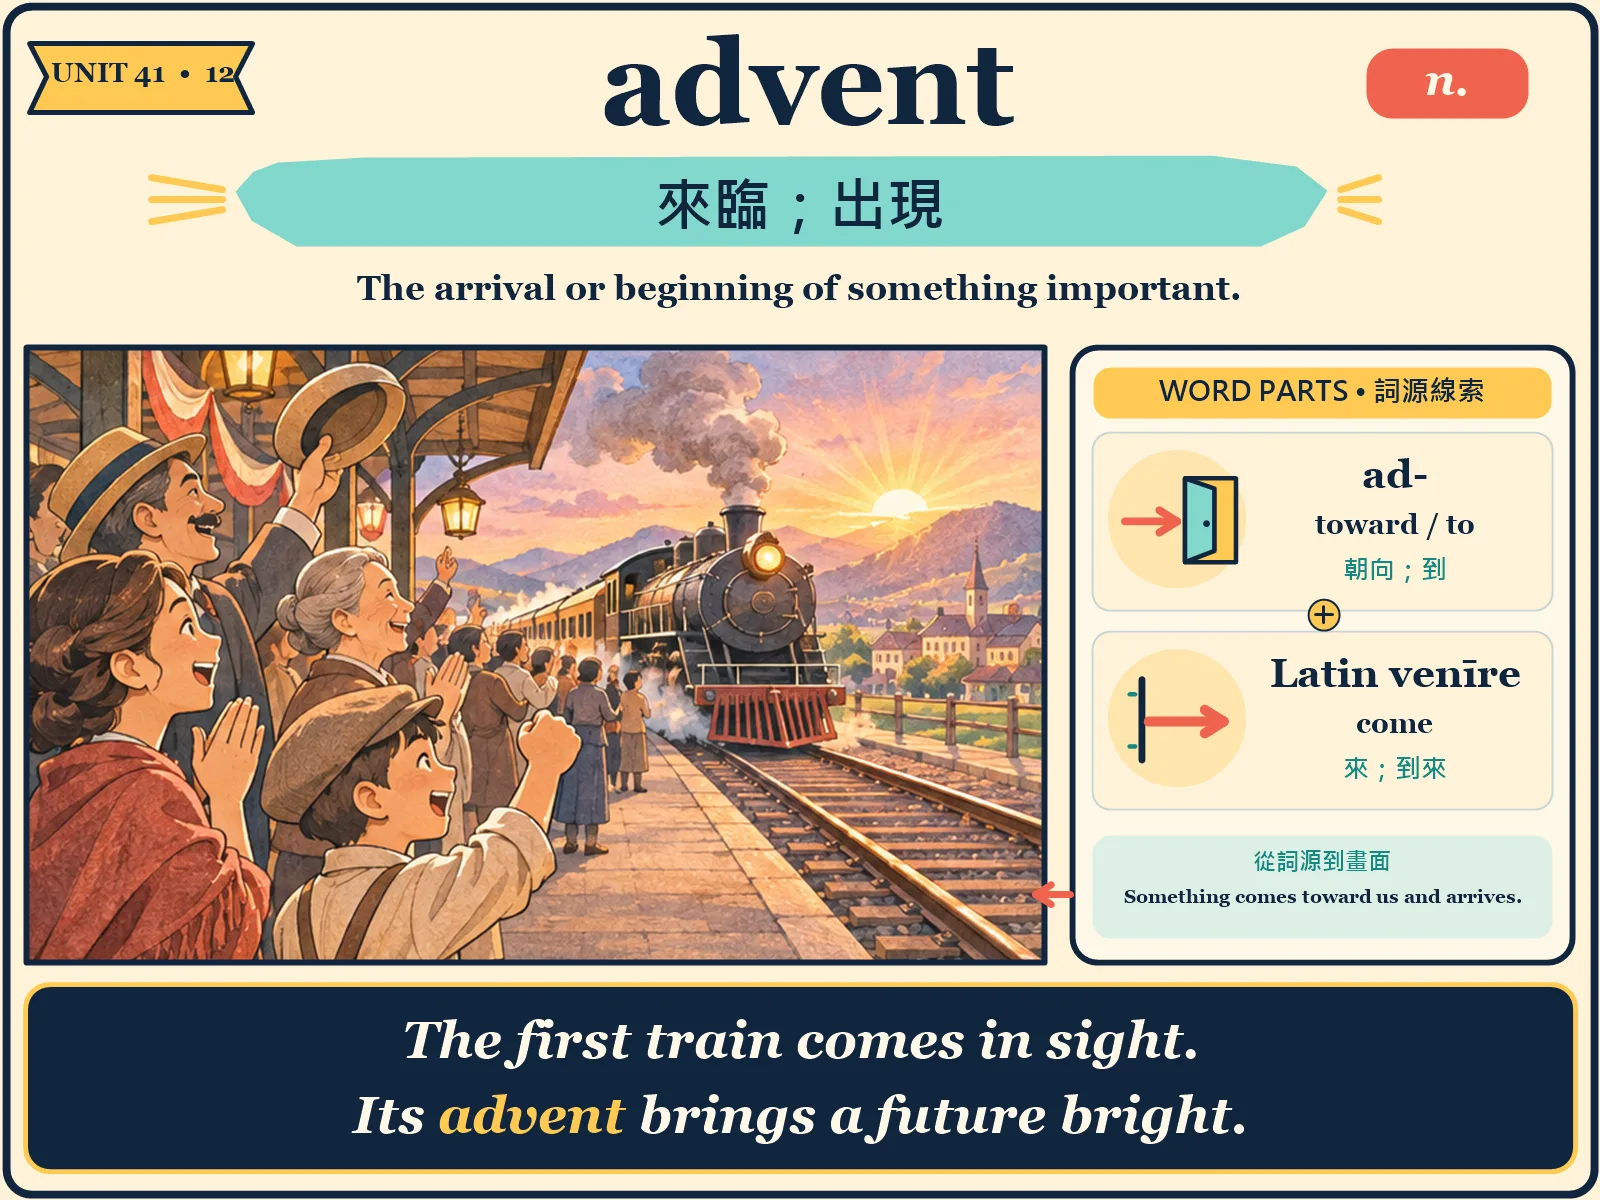 UNIT 41 • 12
advent
n.
來臨；出現
The arrival or beginning of something important.
WORD PARTS • 詞源線索
ad-
toward / to
朝向；到
+
Latin venīre
come
來；到來
從詞源到畫面
Something comes toward us and arrives.
The first train comes in sight.
Its advent brings a future bright.